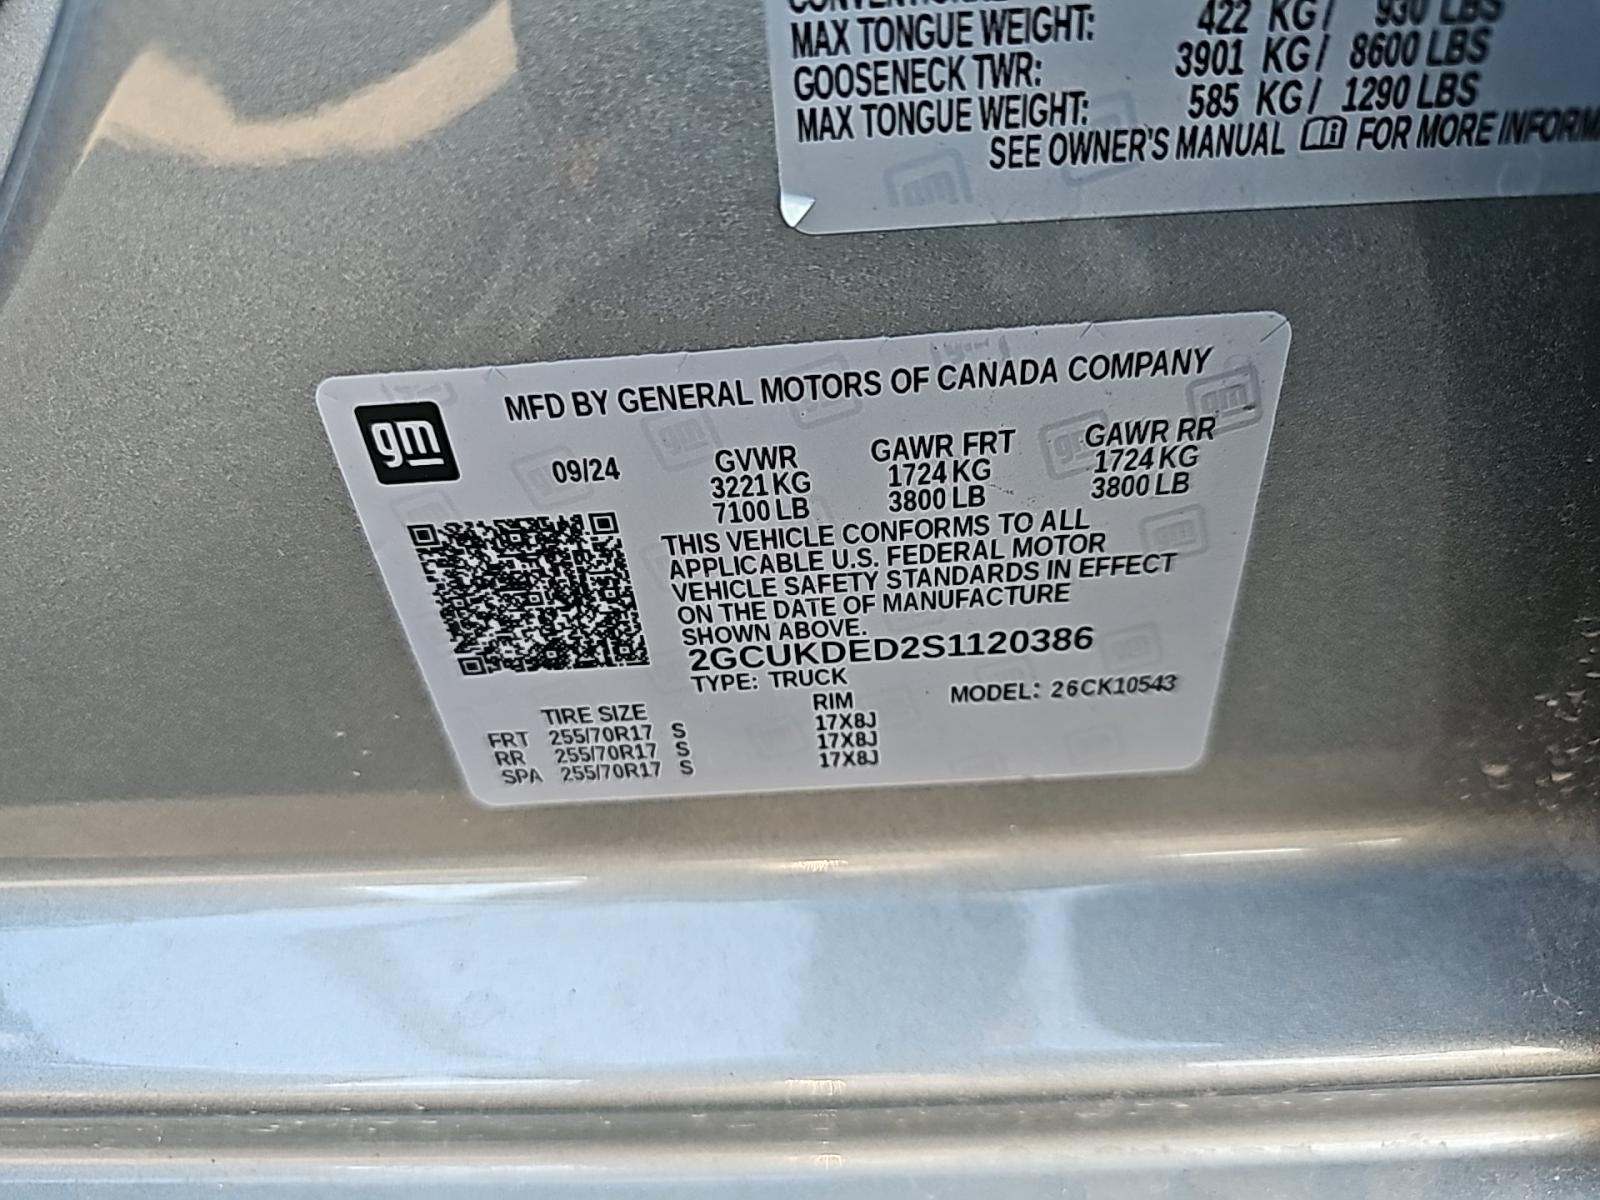 CONVENTIONAL
MAX TONGUE WEIGHT: 422 KG / 930 LBS
GOOSENECK TWR: 3901 KG / 8600 LBS
MAX TONGUE WEIGHT: 585 KG / 1290 LBS
SEE OWNER'S MANUAL FOR MORE INFORM
gm
MFD BY GENERAL MOTORS OF CANADA COMPANY
09/24
GVWR GAWR FRT GAWR RR
3221 KG 1724 KG 1724 KG
7100 LB 3800 LB 3800 LB
THIS VEHICLE CONFORMS TO ALL
APPLICABLE U.S. FEDERAL MOTOR
VEHICLE SAFETY STANDARDS IN EFFECT
ON THE DATE OF MANUFACTURE
SHOWN ABOVE.
2GCUKDED2S1120386
TYPE: TRUCK MODEL: 26CK10543
TIRE SIZE RIM
FRT 255/70R17 S 17X8J
RR 255/70R17 S 17X8J
SPA 255/70R17 S 17X8J